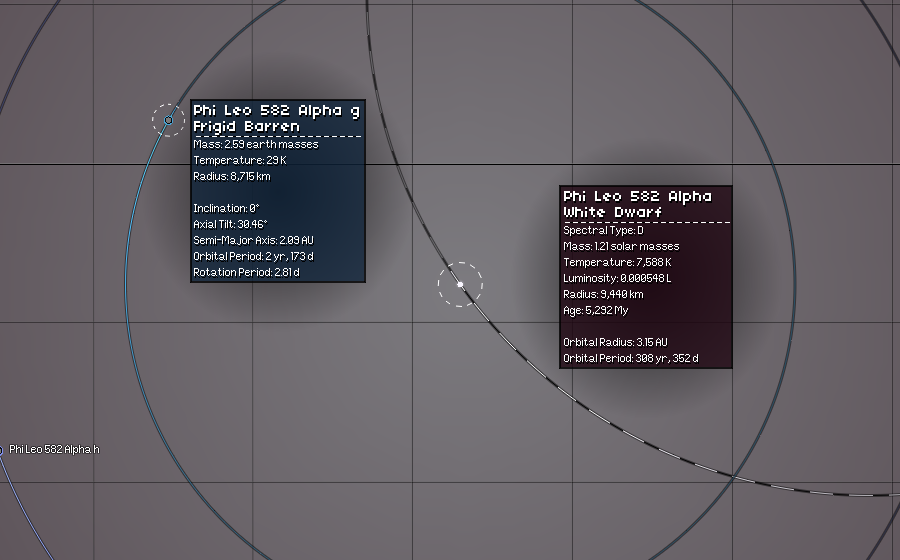 Phi Leo 582 Alpha g
Frigid Barren
Mass: 2.59 earth masses
Temperature: 29 K
Radius: 8,715 km
Inclination: 0°
Axial Tilt: 30.46°
Semi-Major Axis: 2.09 AU
Orbital Period: 2 yr, 173 d
Rotation Period: 2.81 d
Phi Leo 582 Alpha
White Dwarf
Spectral Type: D
Mass: 1.21 solar masses
Temperature: 7,588 K
Luminosity: 0.000548 L
Radius: 9,440 km
Age: 5,292 My
Orbital Radius: 3.15 AU
Orbital Period: 308 yr, 352 d
Phi Leo 582 Alpha h